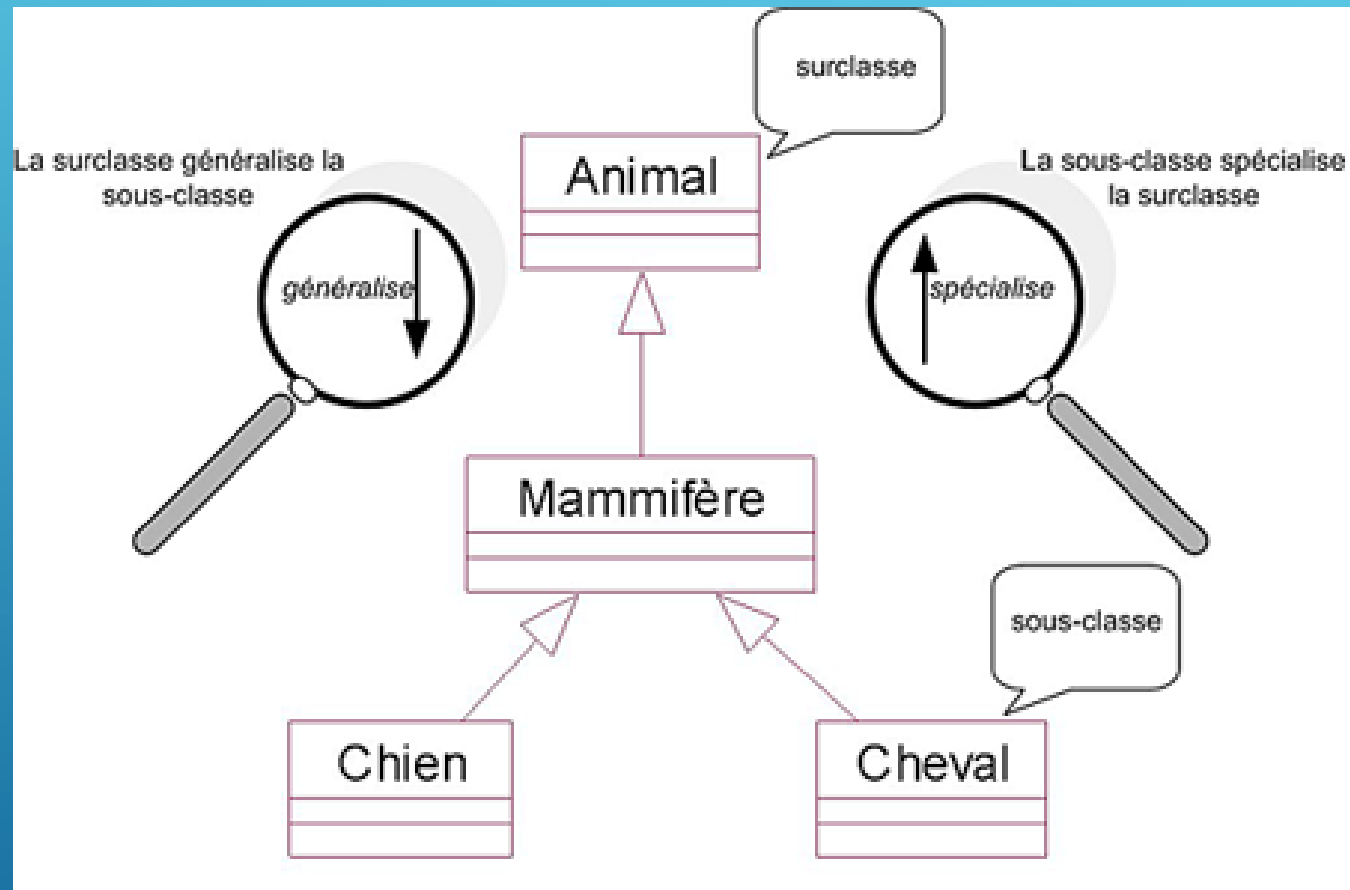 surclasse
La surclasse généralise la
sous-classe
Animal
La sous-classe spécialise
la surclasse
généralise
spécialise
Mammifère
sous-classe
Chien
Cheval